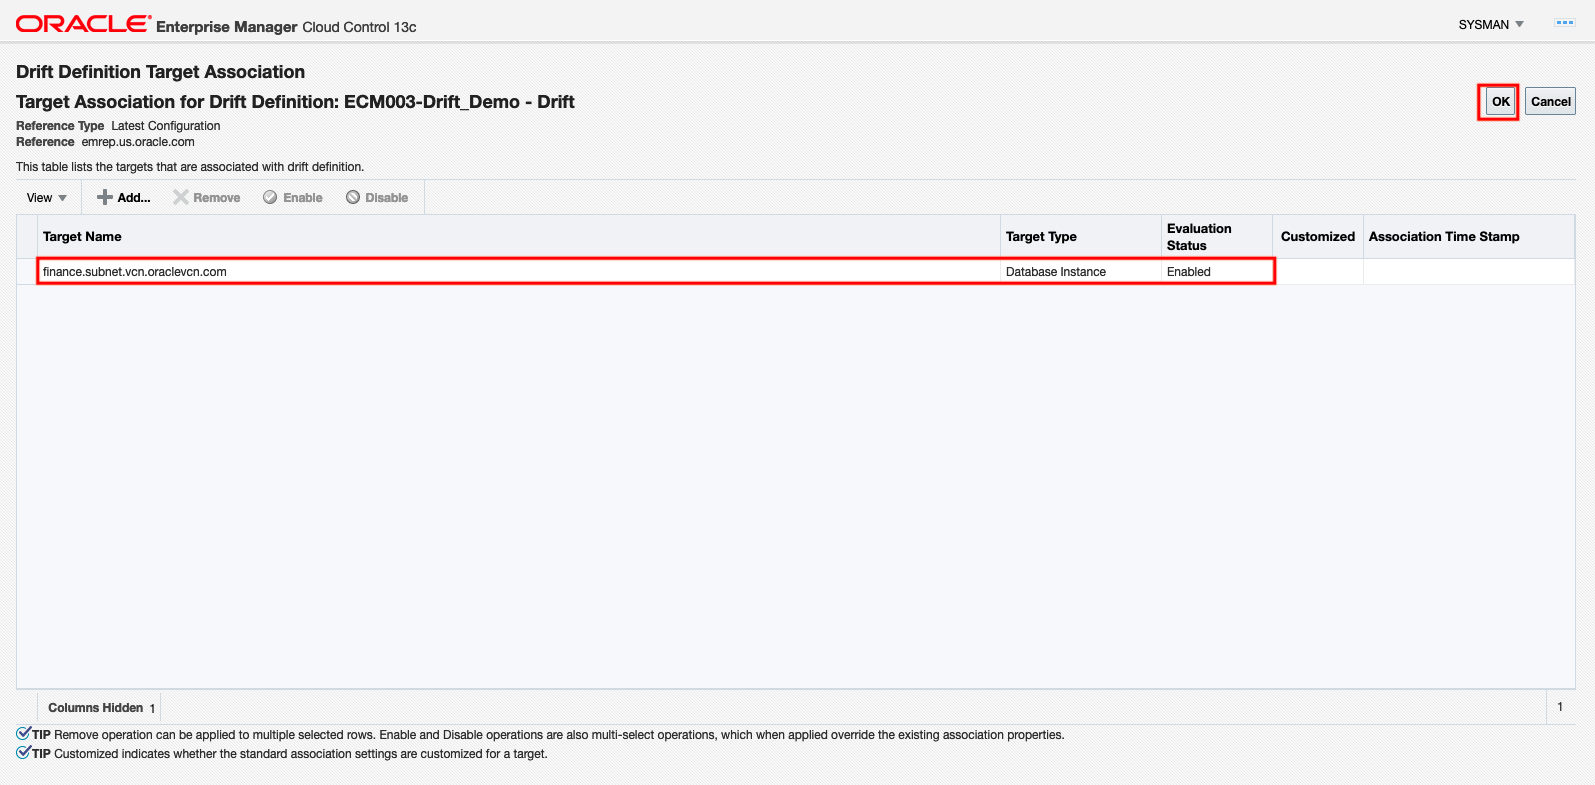 ORACLE Enterprise Manager Cloud Control 13c
SYSMAN
Drift Definition Target Association
Target Association for Drift Definition: ECM003-Drift_Demo - Drift
OK Cancel
Reference Type Latest Configuration
Reference emrep.us.oracle.com
This table lists the targets that are associated with drift definition.
View Add... Remove Enable Disable
Target Name Target Type Evaluation Status Customized Association Time Stamp
finance.subnet.vcn.oraclevcn.com Database Instance Enabled
Columns Hidden 1 1
TIP Remove operation can be applied to multiple selected rows. Enable and Disable operations are also multi-select operations, which when applied override the existing association properties.
TIP Customized indicates whether the standard association settings are customized for a target.